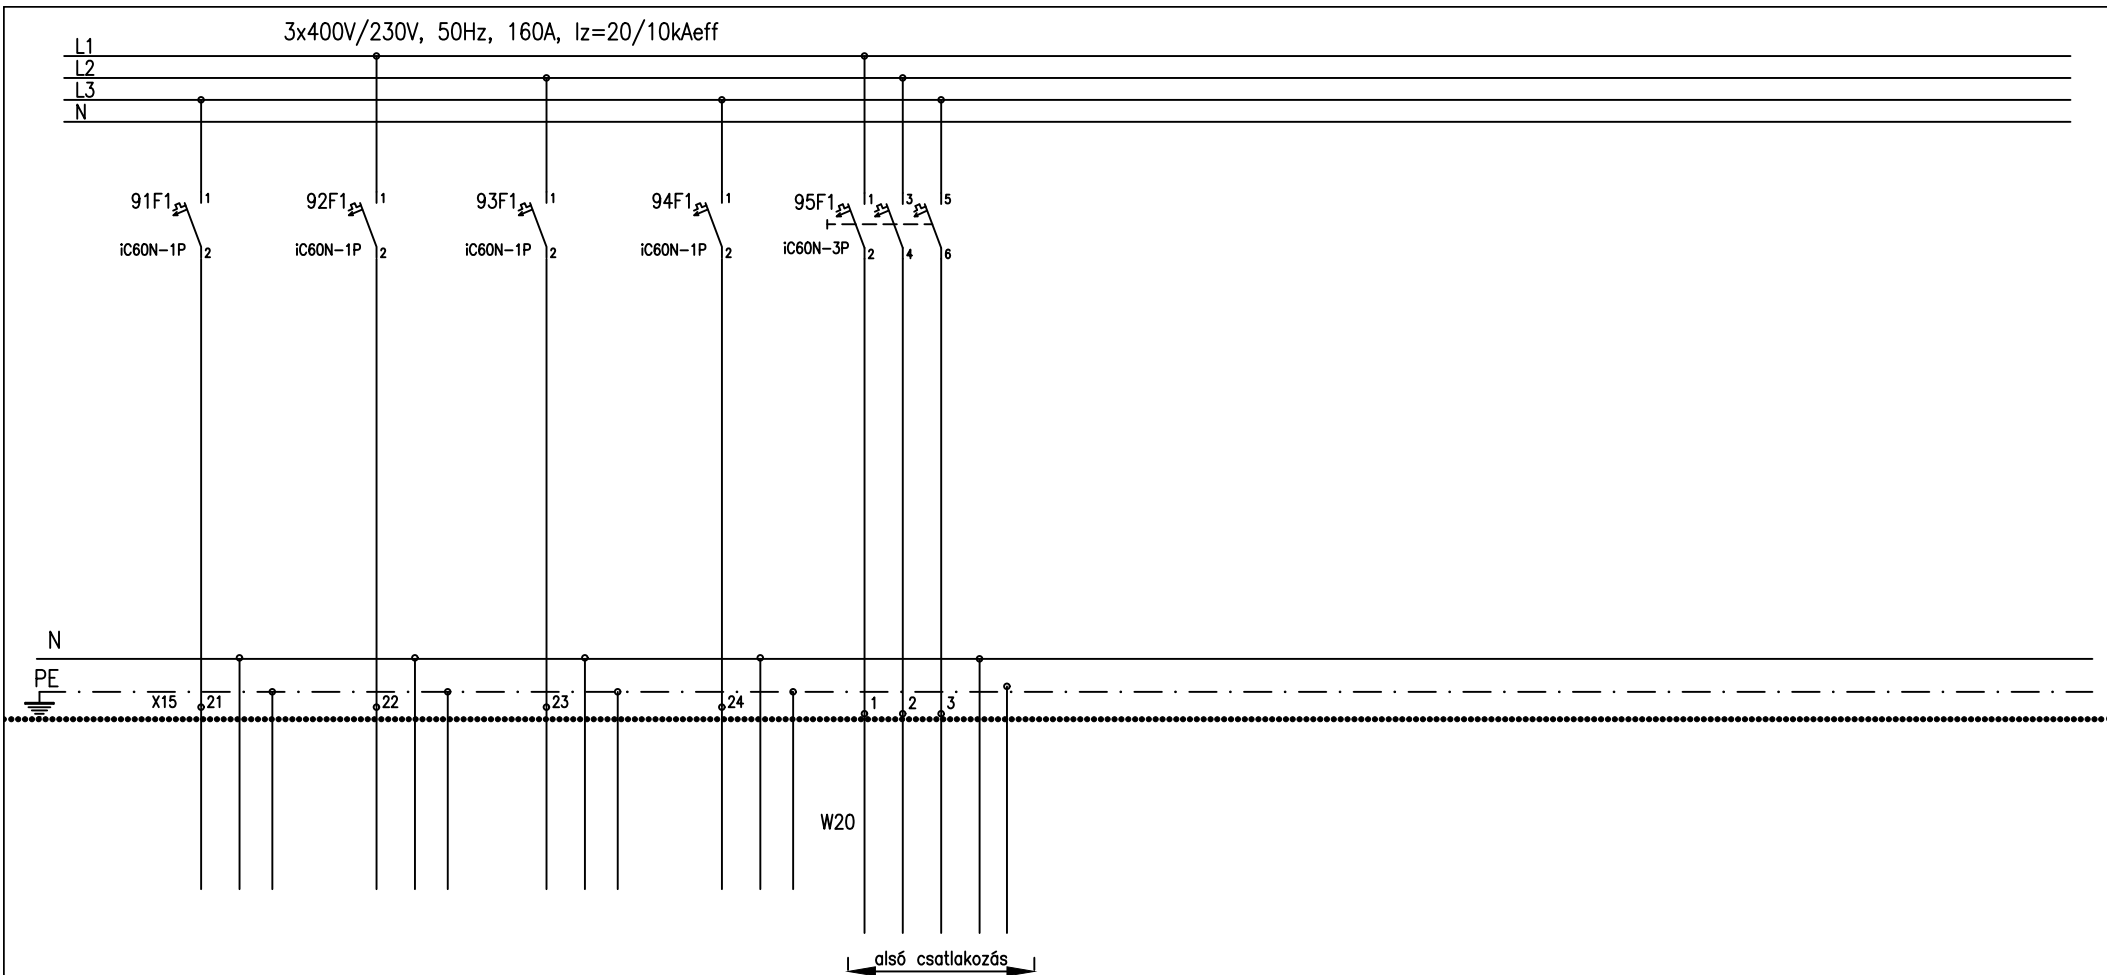 3x400V/230V, 50Hz, 160A, Iz=20/10kAeff
L1
L2
L3
N
91F1 1
iC60N-1P 2
92F1 1
iC60N-1P 2
93F1 1
iC60N-1P 2
94F1 1
iC60N-1P 2
95F1 1 3 5
iC60N-3P 2 4 6
N
PE
X15 21 22 23 24 1 2 3
W20
alsó csatlakozás